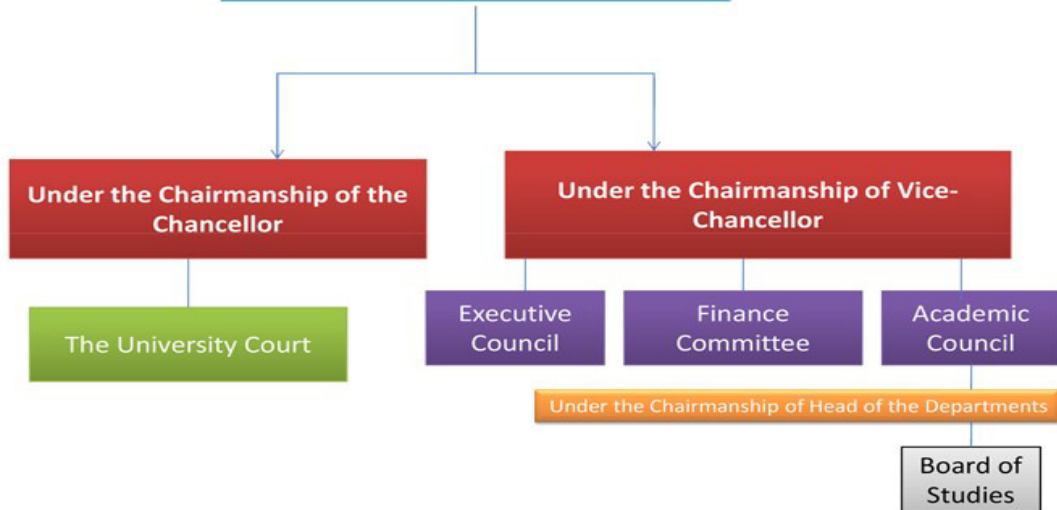 Under the Chairmanship of the
Chancellor
Under the Chairmanship of Vice-
Chancellor
The University Court
Executive
Council
Finance
Committee
Academic
Council
Under the Chairmanship of Head of the Departments
Board of
Studies